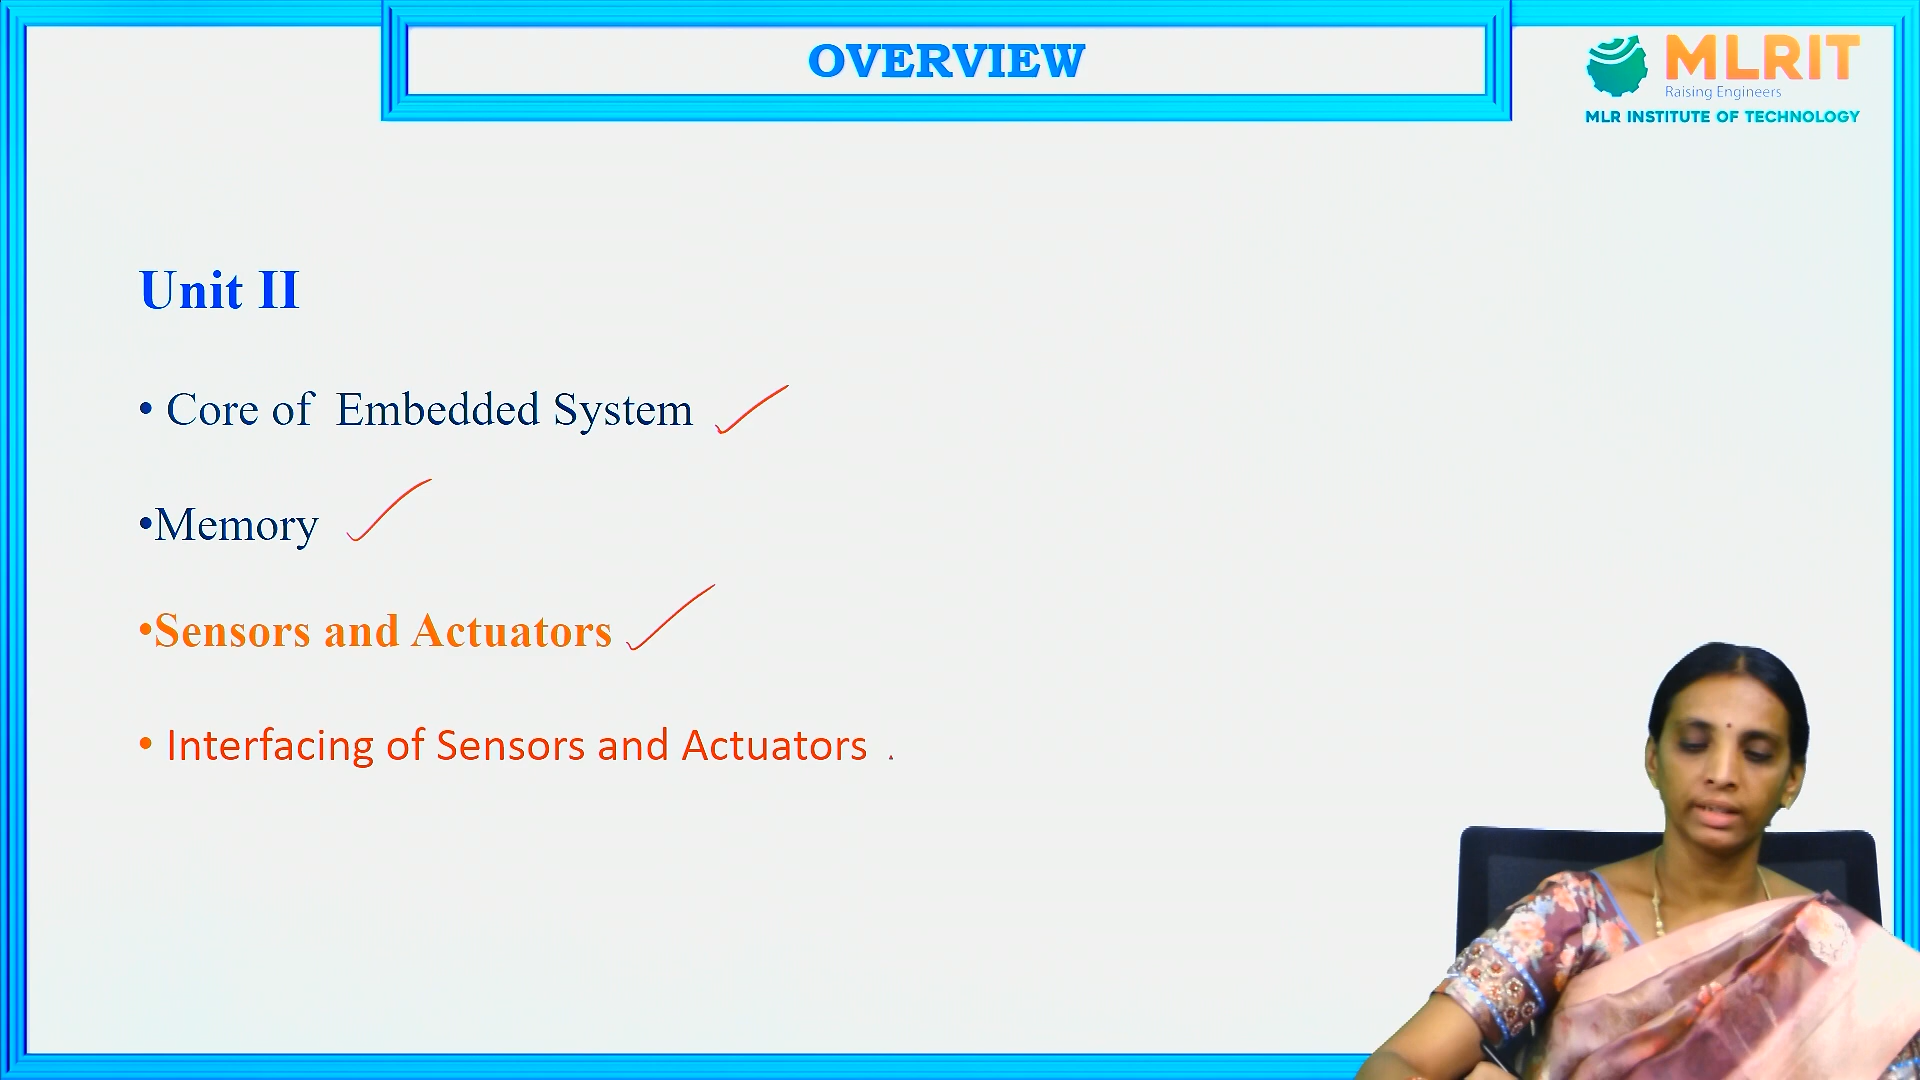 OVERVIEW
MLRIT
Raising Engineers
MLR INSTITUTE OF TECHNOLOGY
Unit II
• Core of Embedded System
•Memory
•Sensors and Actuators
• Interfacing of Sensors and Actuators .